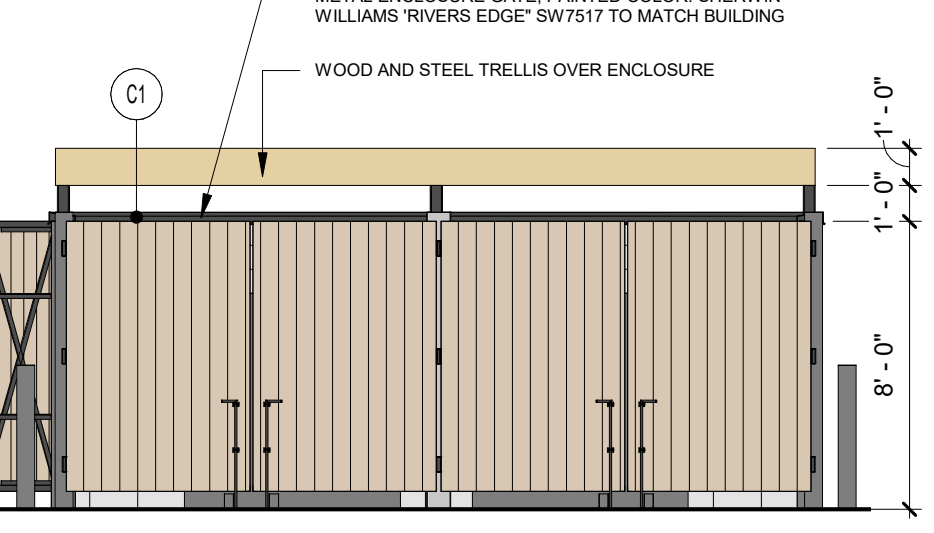 METAL ENCLOSURE GATE, PAINTED COLOR: SHERWIN
WILLIAMS 'RIVERS EDGE" SW7517 TO MATCH BUILDING
WOOD AND STEEL TRELLIS OVER ENCLOSURE
C1
1' - 0"
1' - 0"
8' - 0"